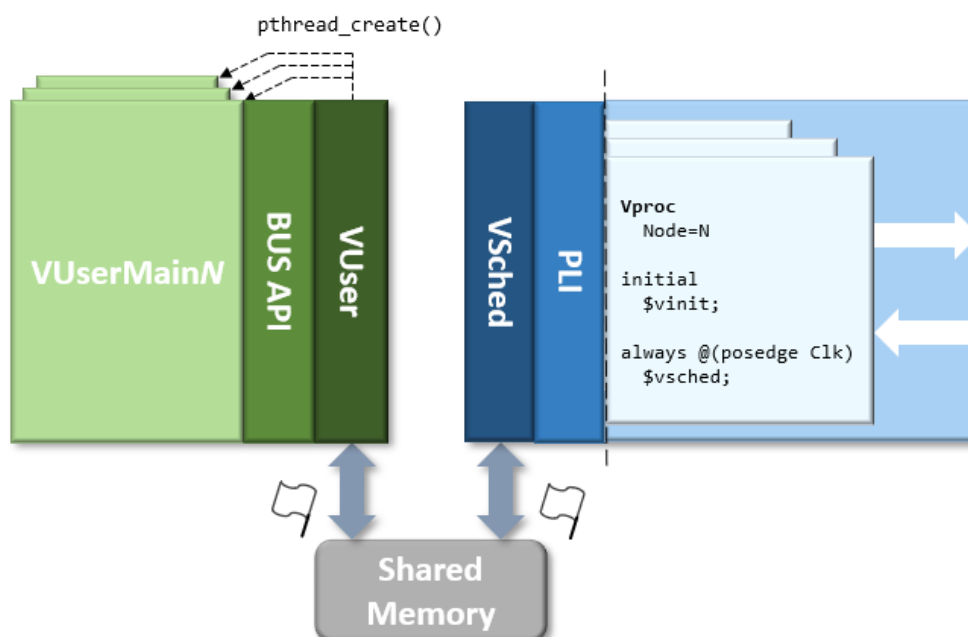 pthread_create()
VUserMainN
BUS API
VUser
VSched
PLI
Vproc
Node=N
initial
$vinit;
always @(posedge Clk)
$vsched;
Shared
Memory